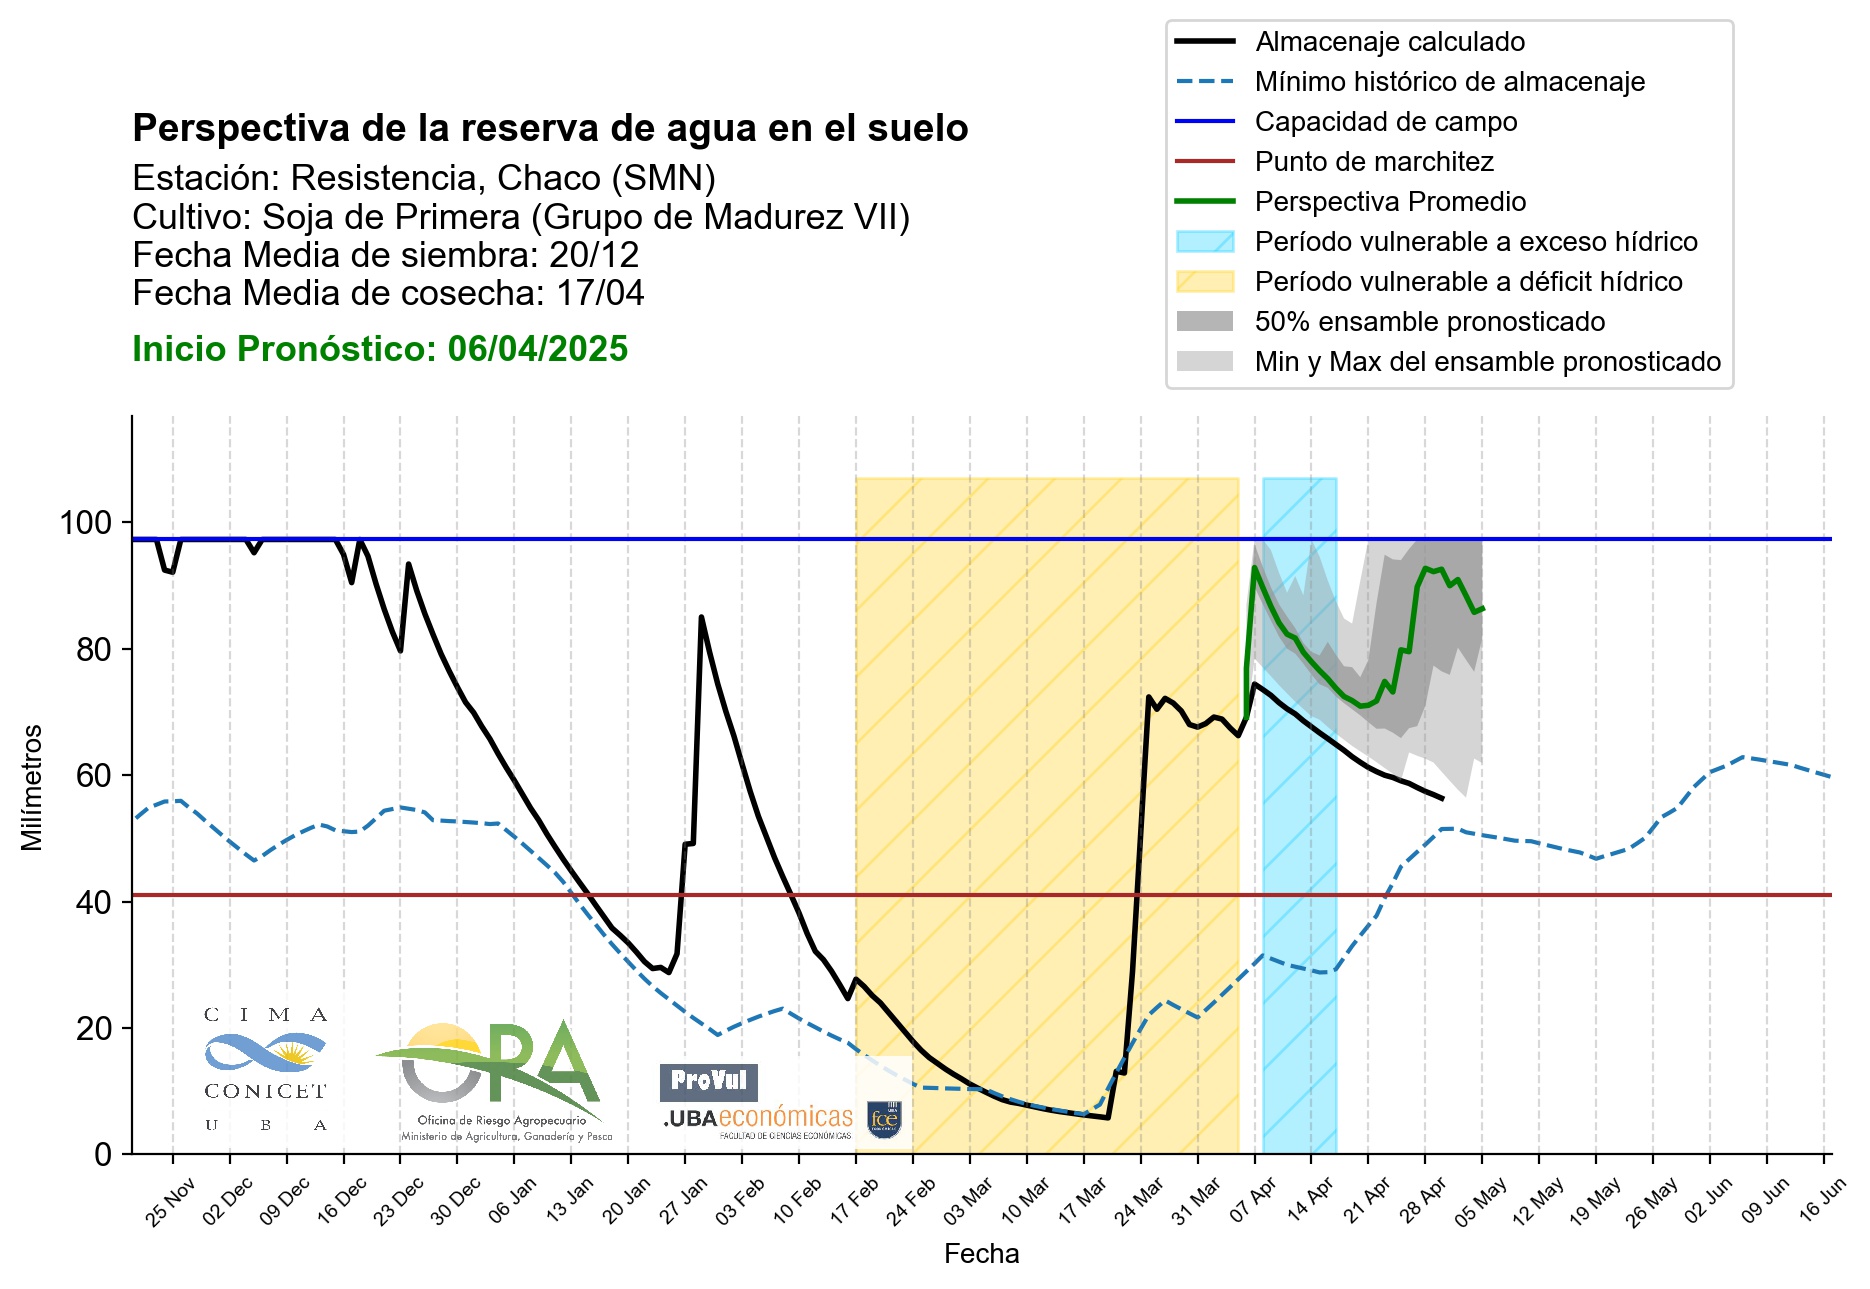 Almacenaje calculado
Mínimo histórico de almacenaje
Capacidad de campo
Punto de marchitez
Perspectiva Promedio
Período vulnerable a exceso hídrico
Período vulnerable a déficit hídrico
50% ensamble pronosticado
Min y Max del ensamble pronosticado
Perspectiva de la reserva de agua en el suelo
Estación: Resistencia, Chaco (SMN)
Cultivo: Soja de Primera (Grupo de Madurez VII)
Fecha Media de siembra: 20/12
Fecha Media de cosecha: 17/04
Inicio Pronóstico: 06/04/2025
100
80
60
40
20
0
Milímetros
CIMA
CONICET
UBA
ORA
Oficina de Riesgo Agropecuario
Ministerio de Agricultura, Ganadería y Pesca
ProVul
.UBAeconómicas
FACULTAD DE CIENCIAS ECONÓMICAS
UBA
fce
ECONÓMICAS
25 Nov
02 Dec
09 Dec
16 Dec
23 Dec
30 Dec
06 Jan
13 Jan
20 Jan
27 Jan
03 Feb
10 Feb
17 Feb
24 Feb
03 Mar
10 Mar
17 Mar
24 Mar
31 Mar
07 Apr
14 Apr
21 Apr
28 Apr
05 May
12 May
19 May
26 May
02 Jun
09 Jun
16 Jun
Fecha